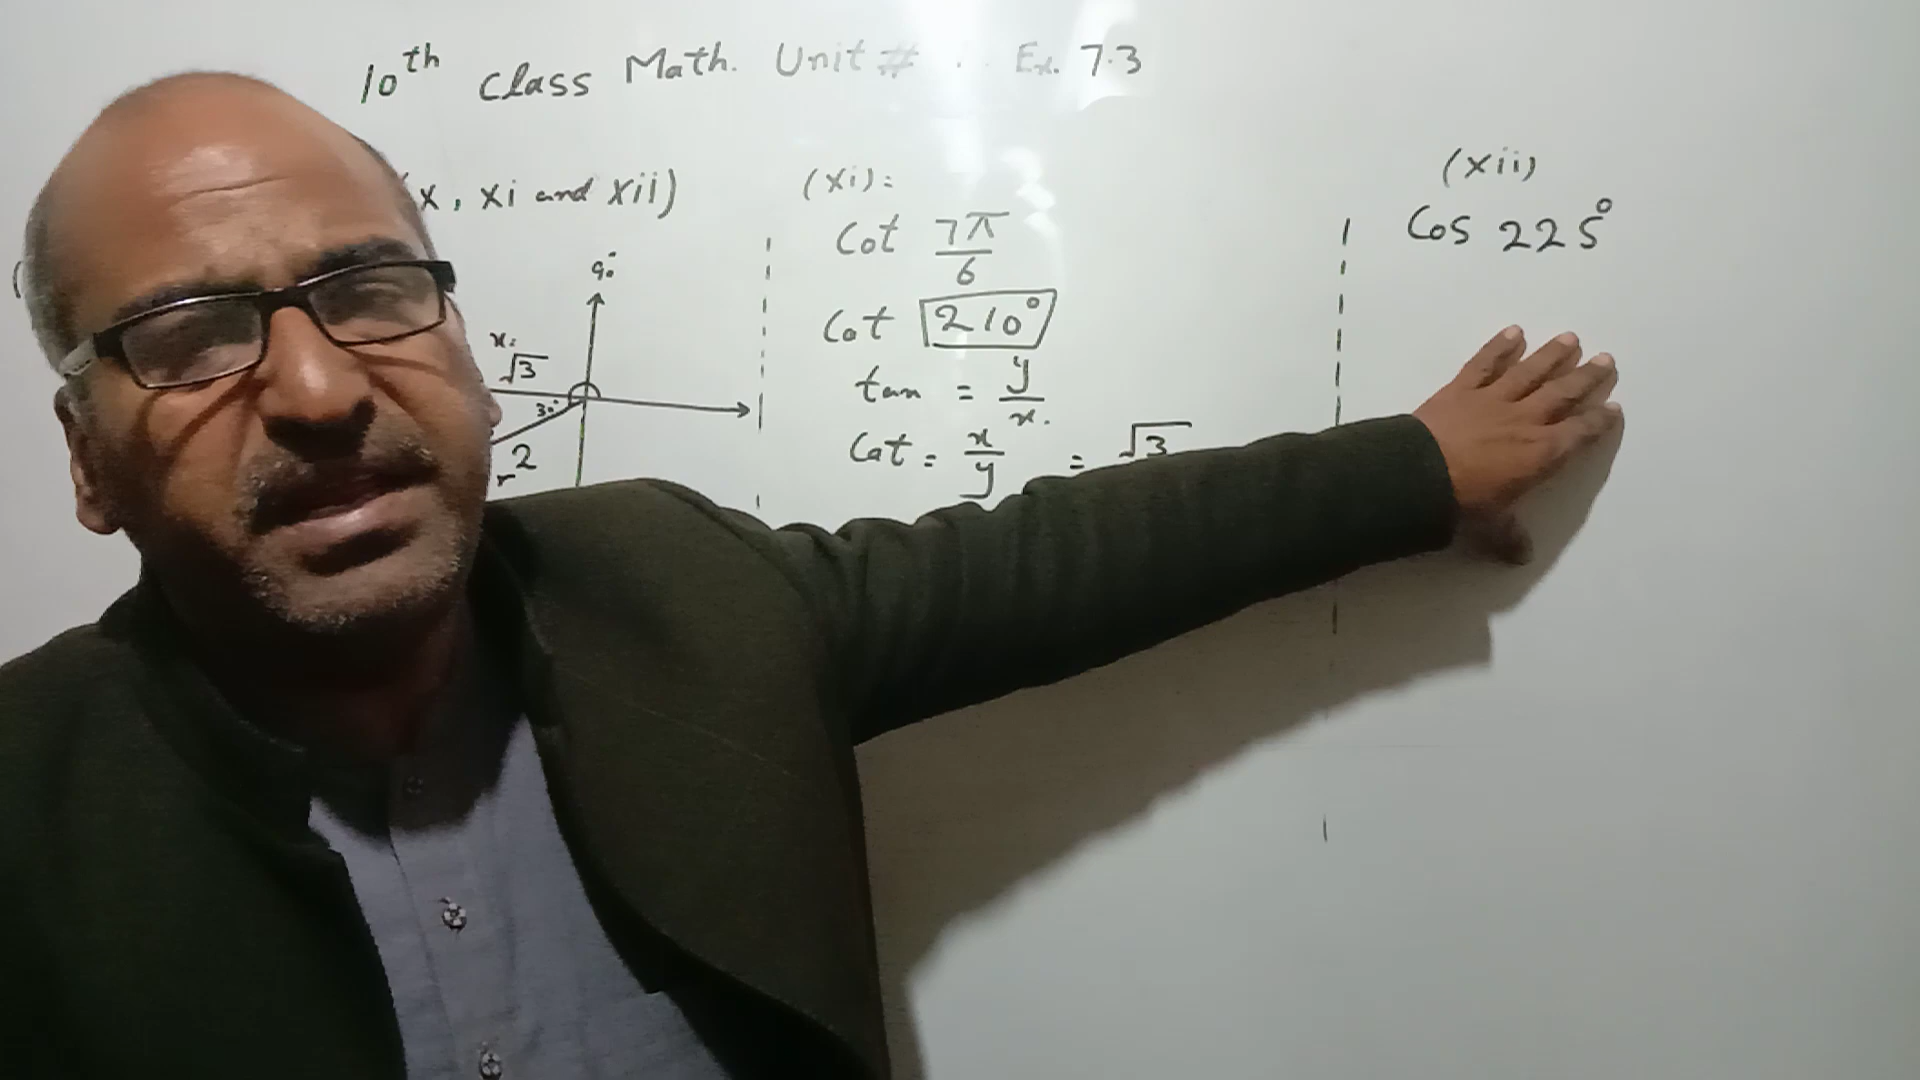 10th Class Math. Unit # Ex. 7.3
x, xi and xii)
90°
x=
√3
30°
2
r
(xi):
Cot 7π/6
Cot 210°
tan = y/x.
Cot = x/y = √3
(xii)
Cos 225°